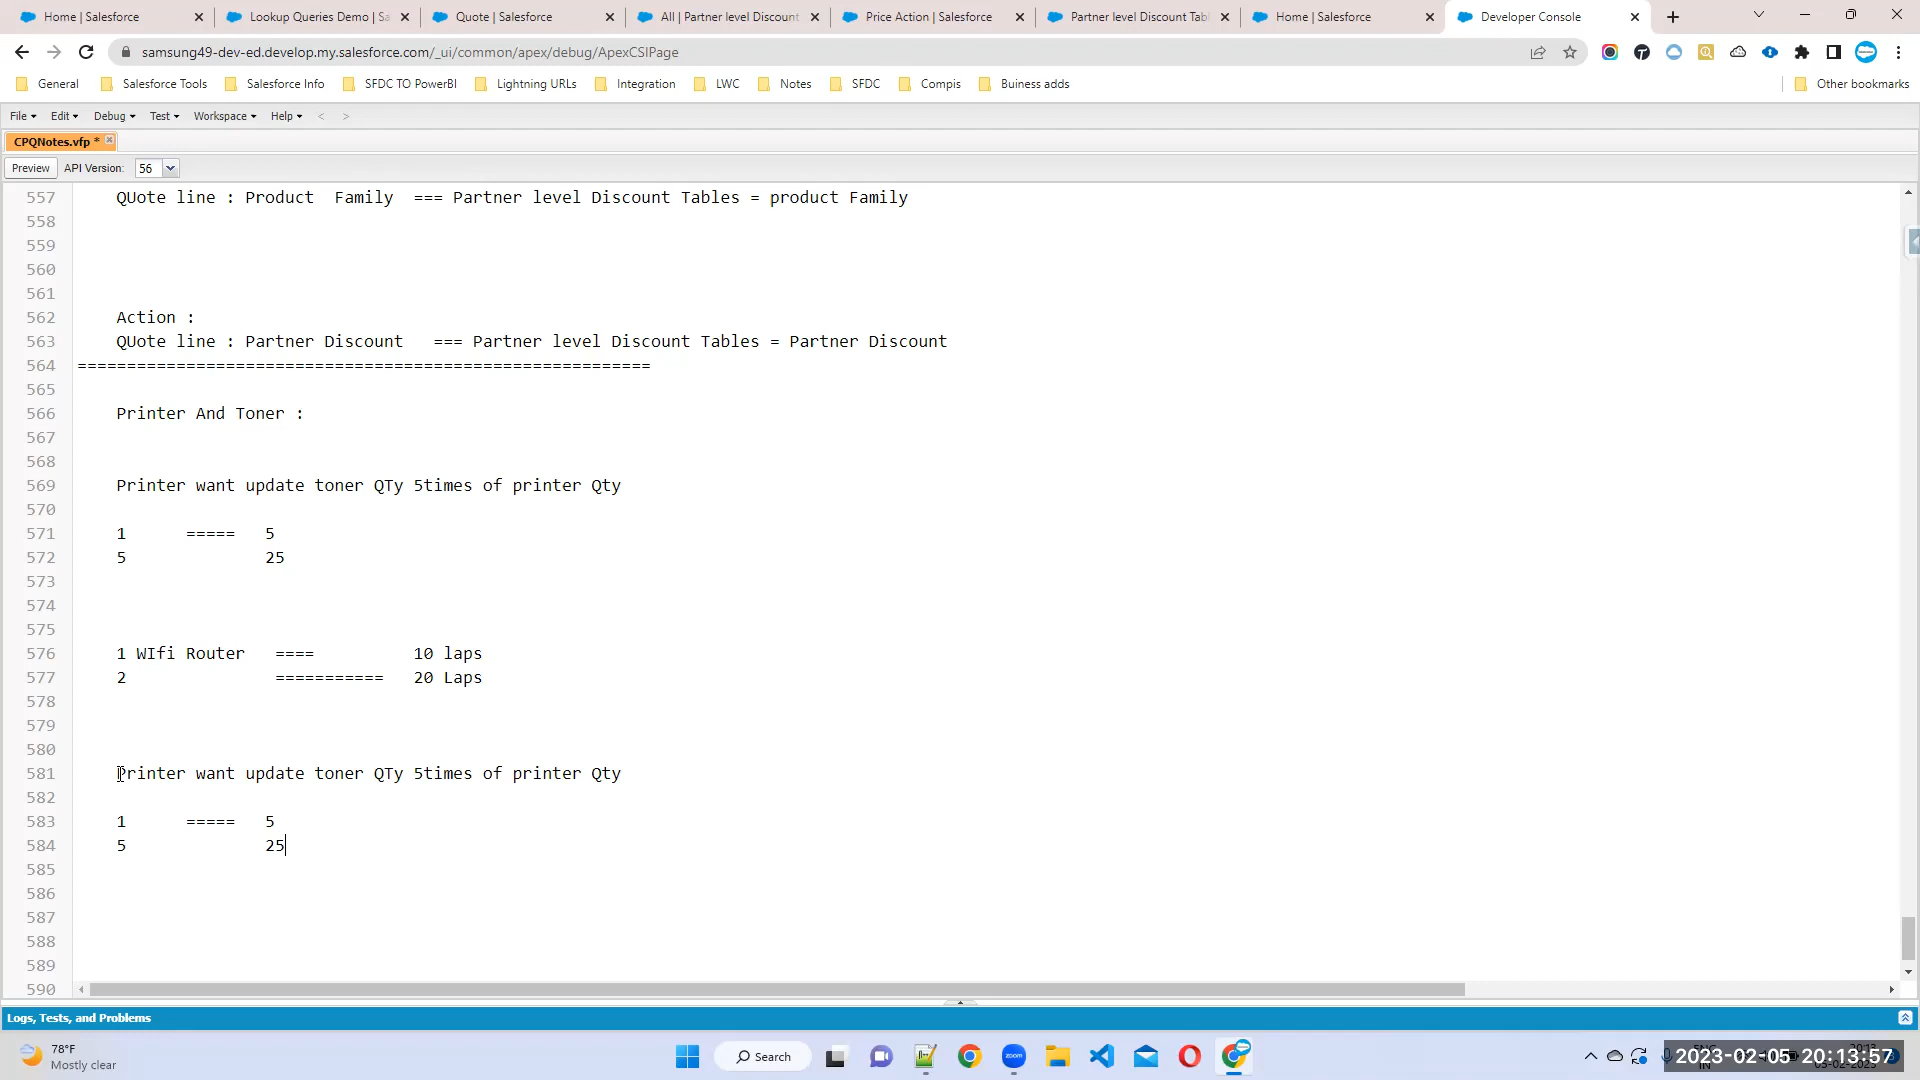 Home | Salesforce
Lookup Queries Demo | Sa
Quote | Salesforce
All | Partner level Discount
Price Action | Salesforce
Partner level Discount Tab
Home | Salesforce
Developer Console
samsung49-dev-ed.develop.my.salesforce.com/_ui/common/apex/debug/ApexCSIPage
General Salesforce Tools Salesforce Info SFDC TO PowerBI Lightning URLs Integration LWC Notes SFDC Compis Buiness adds Other bookmarks
File Edit Debug Test Workspace Help < >
CPQNotes.vfp *
Preview API Version: 56
557 QUote line : Product Family === Partner level Discount Tables = product Family
558
559
560
561
562 Action :
563 QUote line : Partner Discount === Partner level Discount Tables = Partner Discount
564 ==========================================================
565
566 Printer And Toner :
567
568
569 Printer want update toner QTy 5times of printer Qty
570
571 1 ===== 5
572 5 25
573
574
575
576 1 WIfi Router ==== 10 laps
577 2 =========== 20 Laps
578
579
580
581 Printer want update toner QTy 5times of printer Qty
582
583 1 ===== 5
584 5 25
585
586
587
588
589
590
Logs, Tests, and Problems
78°F
Mostly clear
Search
zoom
2023-02-05 20:13:57